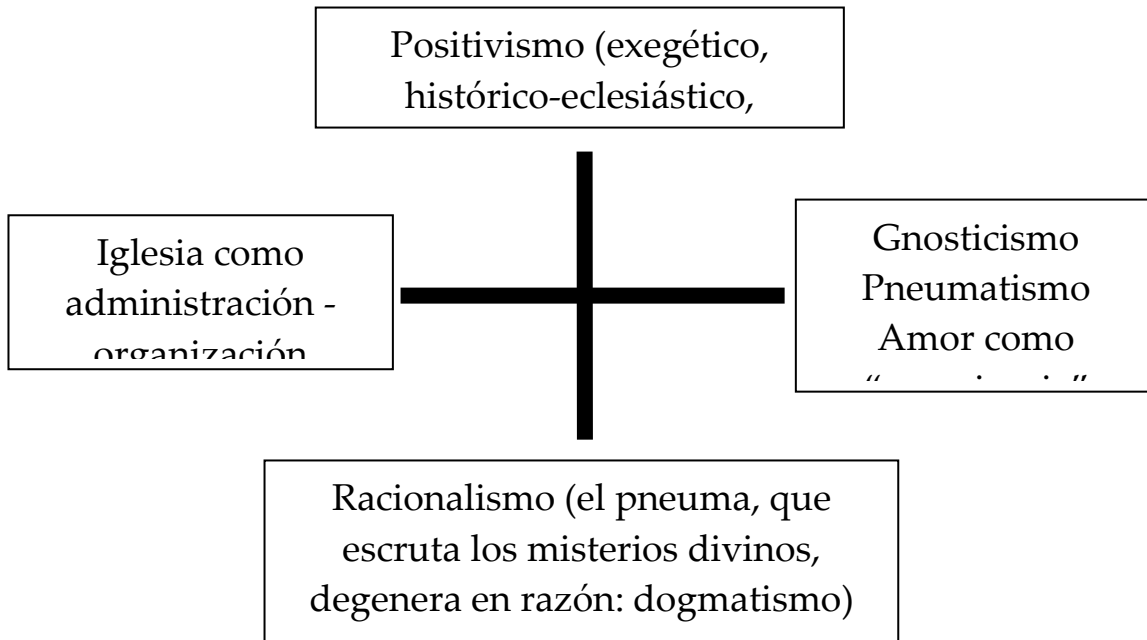 Positivismo (exegético,
histórico-eclesiástico,
Iglesia como
administración -
organización
Gnosticismo
Pneumatismo
Amor como
Racionalismo (el pneuma, que
escruta los misterios divinos,
degenera en razón: dogmatismo)